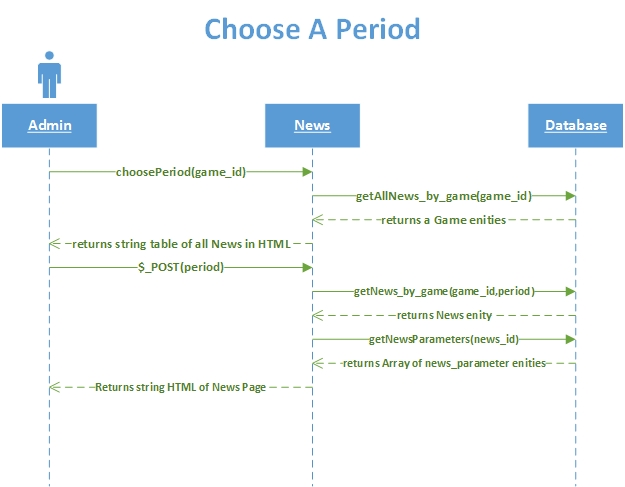 Choose A Period
Admin
News
Database
choosePeriod(game_id)
getAllNews_by_game(game_id)
returns a Game enities
returns string table of all News in HTML
$_POST(period)
getNews_by_game(game_id,period)
returns News enity
getNewsParameters(news_id)
returns Array of news_parameter enities
Returns string HTML of News Page